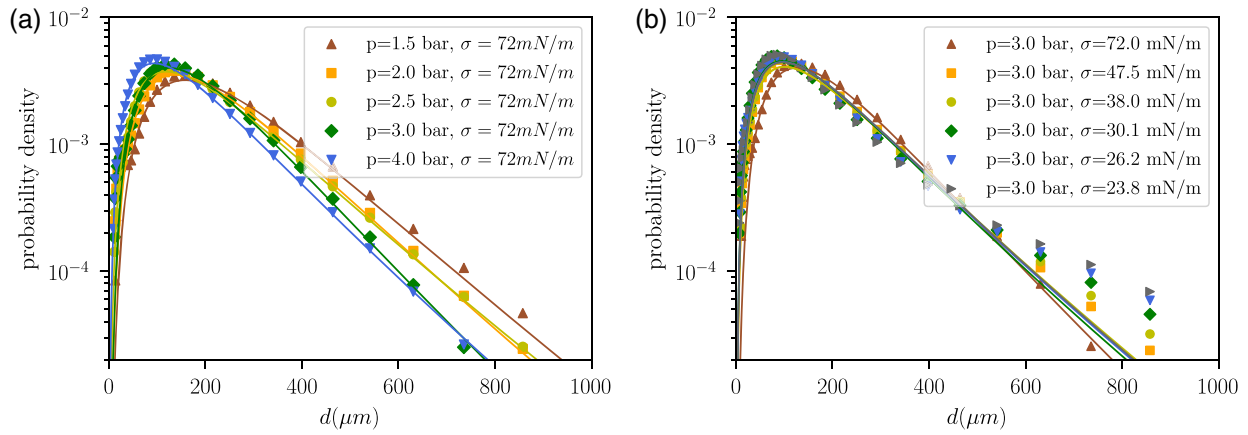 (a)
probability density
10^{-2}
10^{-3}
10^{-4}
p=1.5 bar, σ = 72mN/m
p=2.0 bar, σ = 72mN/m
p=2.5 bar, σ = 72mN/m
p=3.0 bar, σ = 72mN/m
p=4.0 bar, σ = 72mN/m
0 200 400 600 800 1000
d(μm)
(b)
probability density
10^{-2}
10^{-3}
10^{-4}
p=3.0 bar, σ=72.0 mN/m
p=3.0 bar, σ=47.5 mN/m
p=3.0 bar, σ=38.0 mN/m
p=3.0 bar, σ=30.1 mN/m
p=3.0 bar, σ=26.2 mN/m
p=3.0 bar, σ=23.8 mN/m
0 200 400 600 800 1000
d(μm)